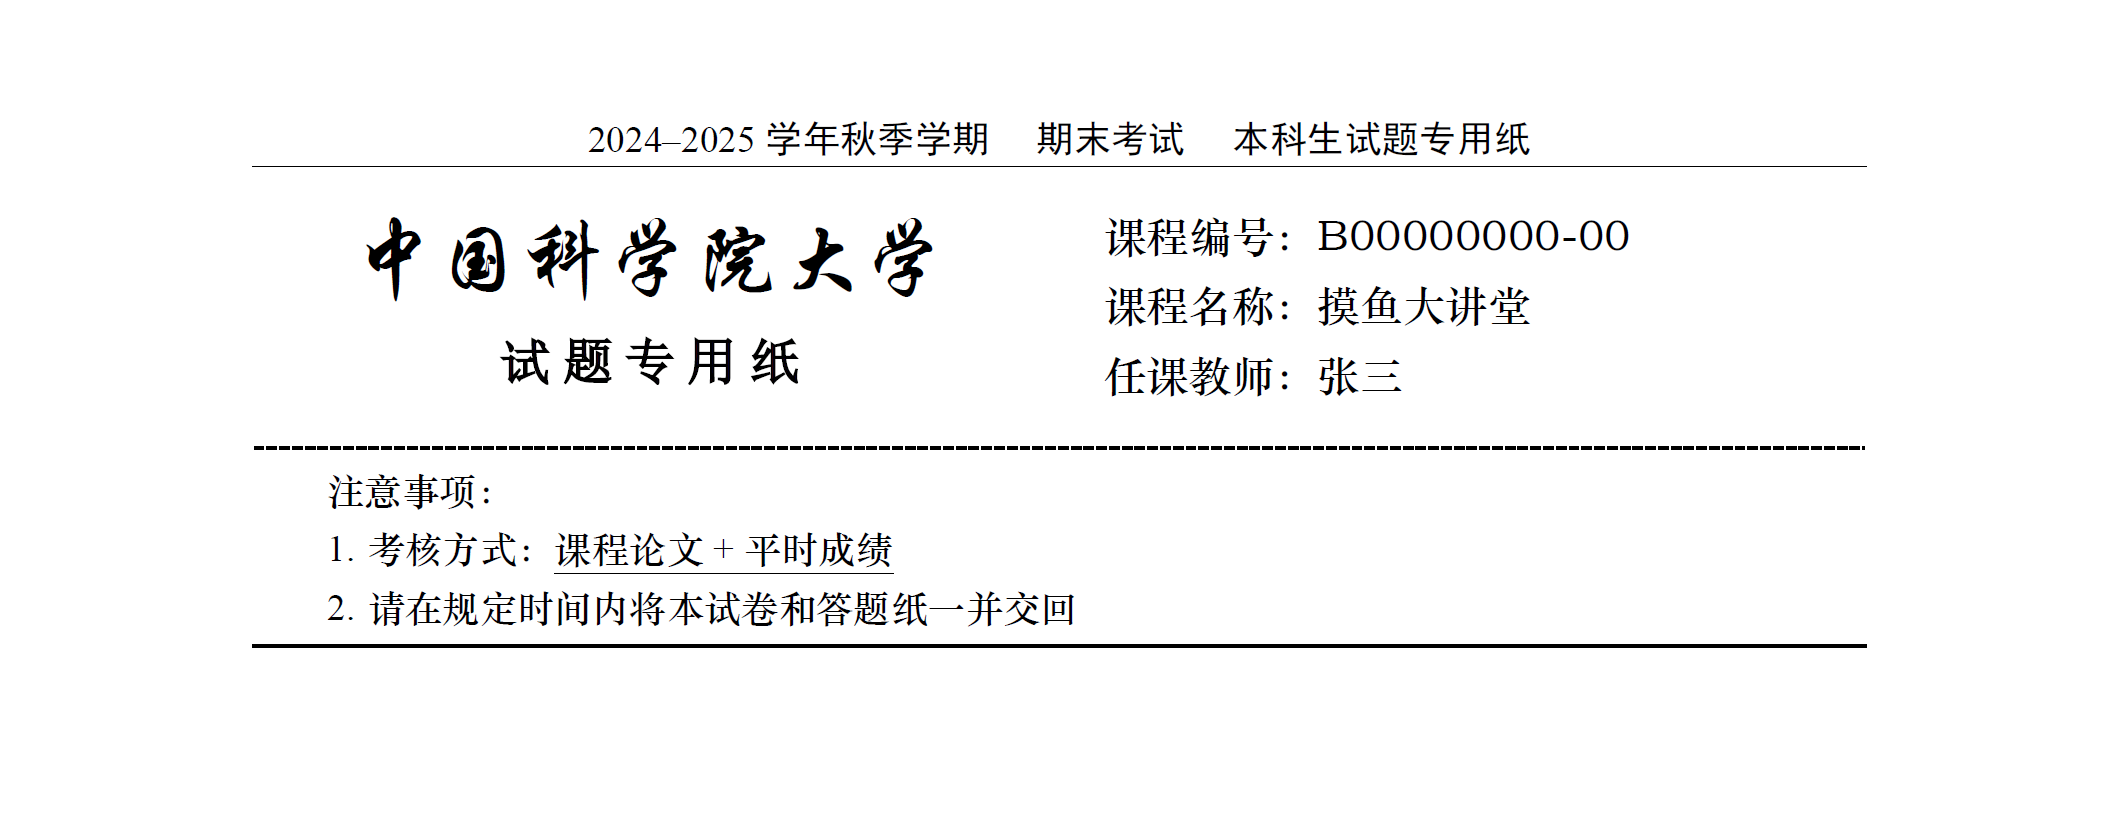 2024–2025 学年秋季学期 期末考试 本科生试题专用纸
中国科学院大学
试题专用纸
课程编号：B00000000-00
课程名称：摸鱼大讲堂
任课教师：张三
注意事项：
1. 考核方式：课程论文 + 平时成绩
2. 请在规定时间内将本试卷和答题纸一并交回